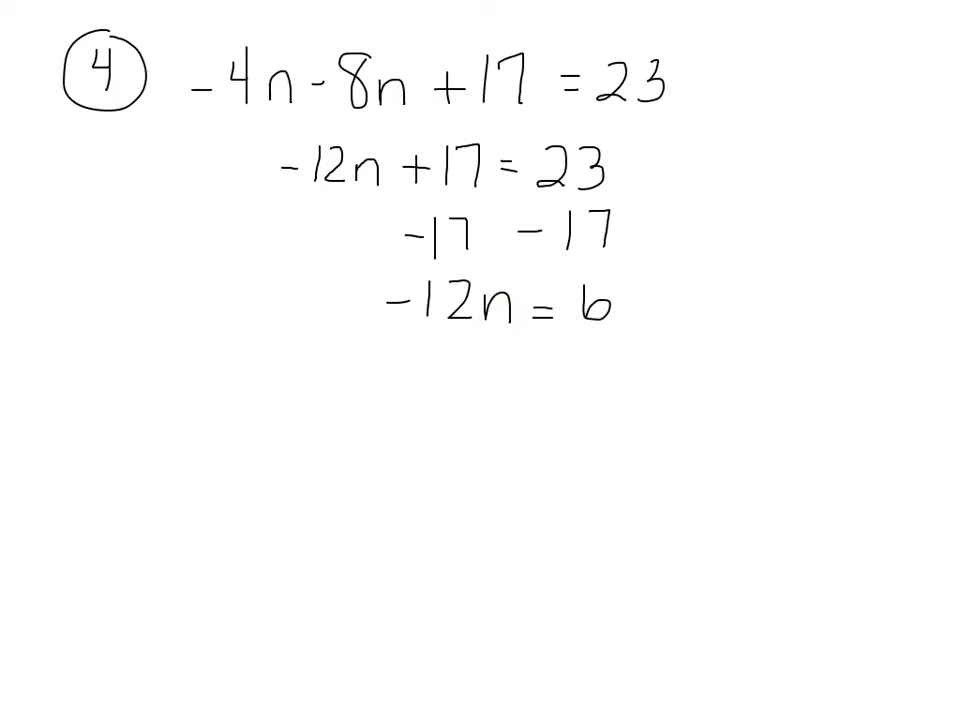 4 -4n-8n+17 = 23
-12n+17=23
-17 -17
-12n = 6